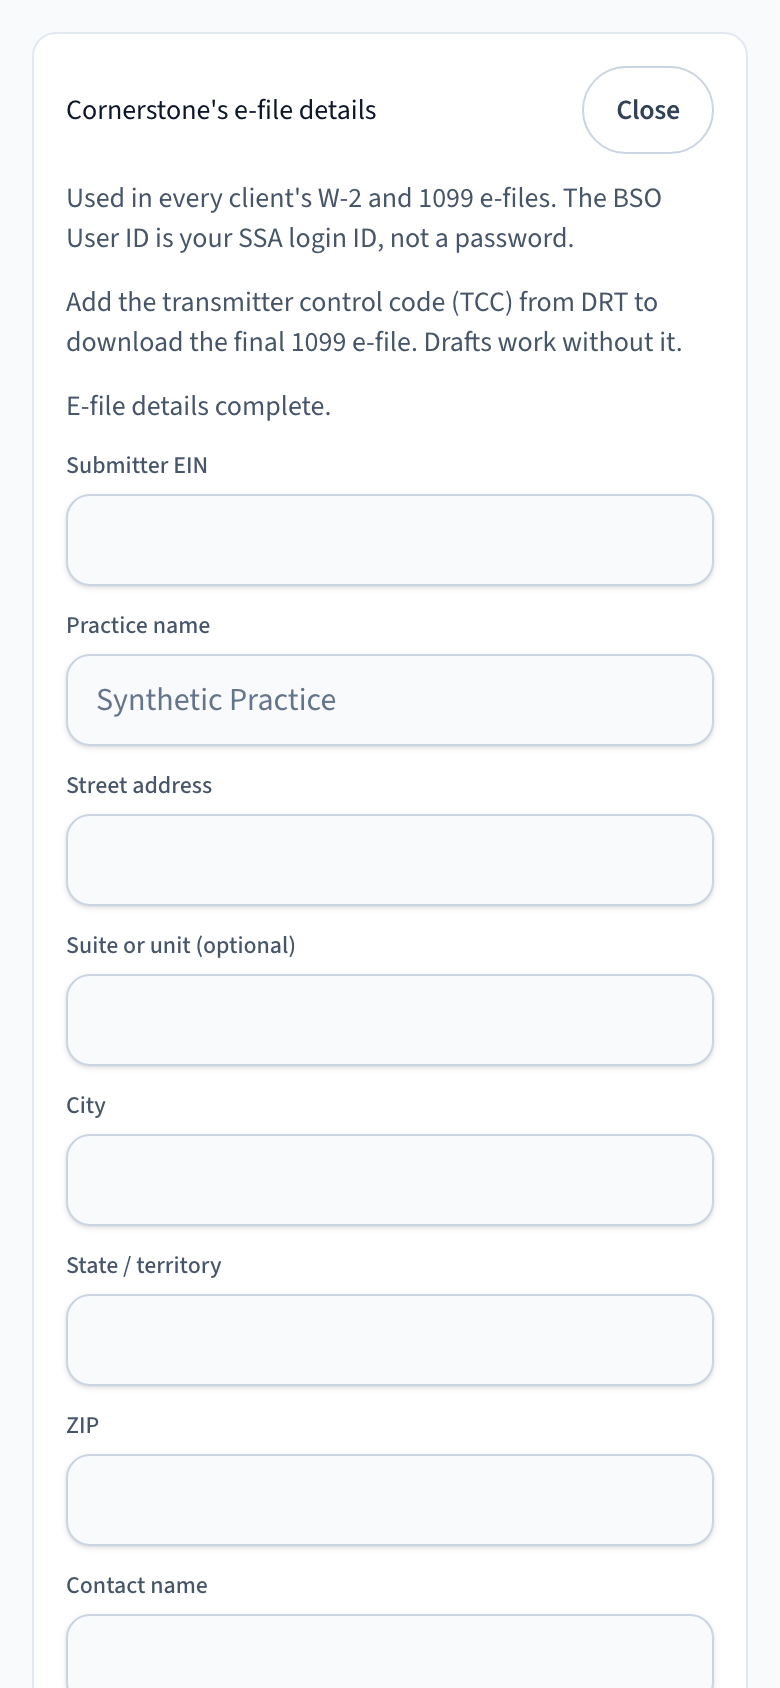 Cornerstone's e-file details
Close
Used in every client's W-2 and 1099 e-files. The BSO
User ID is your SSA login ID, not a password.
Add the transmitter control code (TCC) from DRT to
download the final 1099 e-file. Drafts work without it.
E-file details complete.
Submitter EIN
Practice name
Synthetic Practice
Street address
Suite or unit (optional)
City
State / territory
ZIP
Contact name